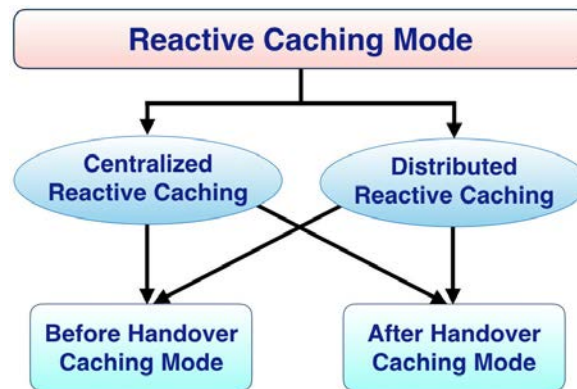 Reactive Caching Mode
Centralized
Reactive Caching
Distributed
Reactive Caching
Before Handover
Caching Mode
After Handover
Caching Mode